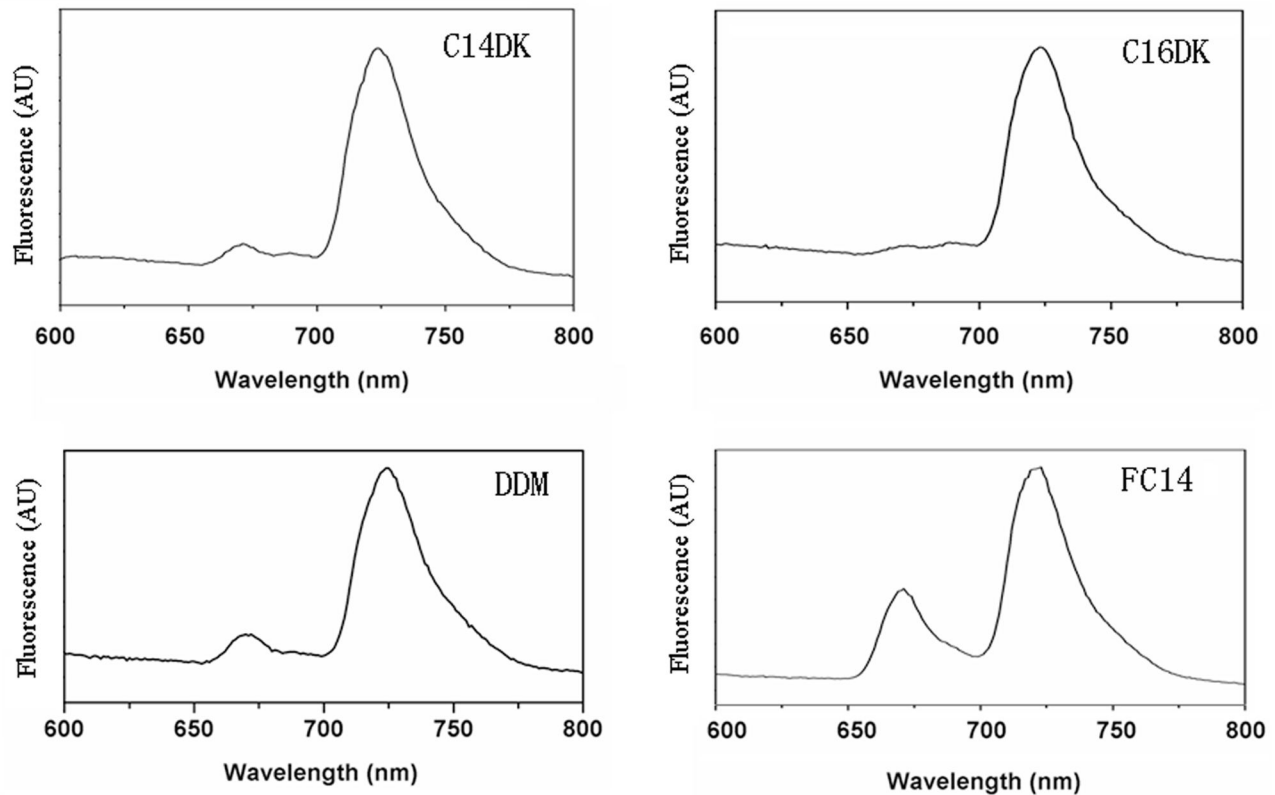 C14DK
Fluorescence (AU)
600 650 700 750 800
Wavelength (nm)
C16DK
Fluorescence (AU)
600 650 700 750 800
Wavelength (nm)
DDM
Fluorescence (AU)
600 650 700 750 800
Wavelength (nm)
FC14
Fluorescence (AU)
600 650 700 750 800
Wavelength (nm)